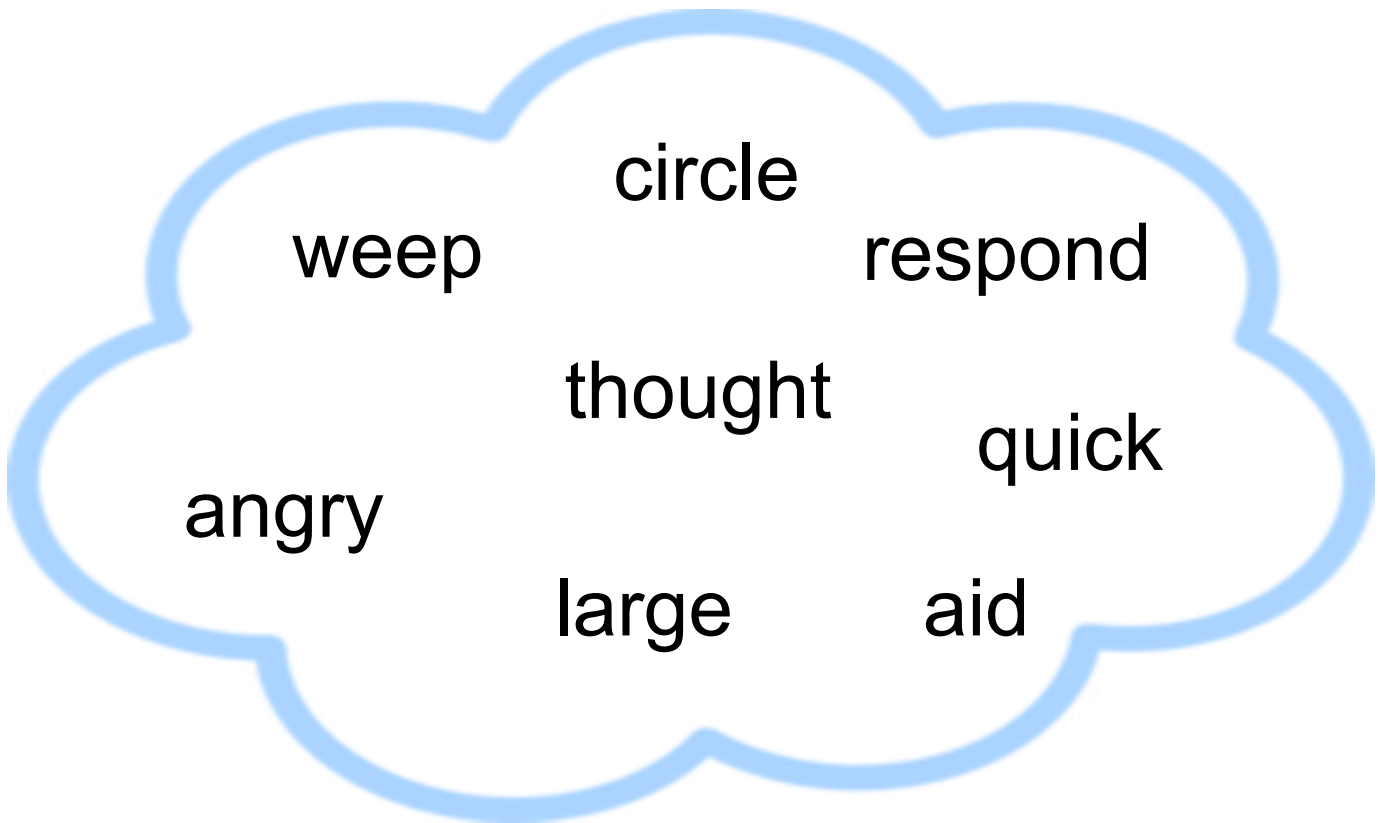 circle
weep
respond
thought
quick
angry
large
aid